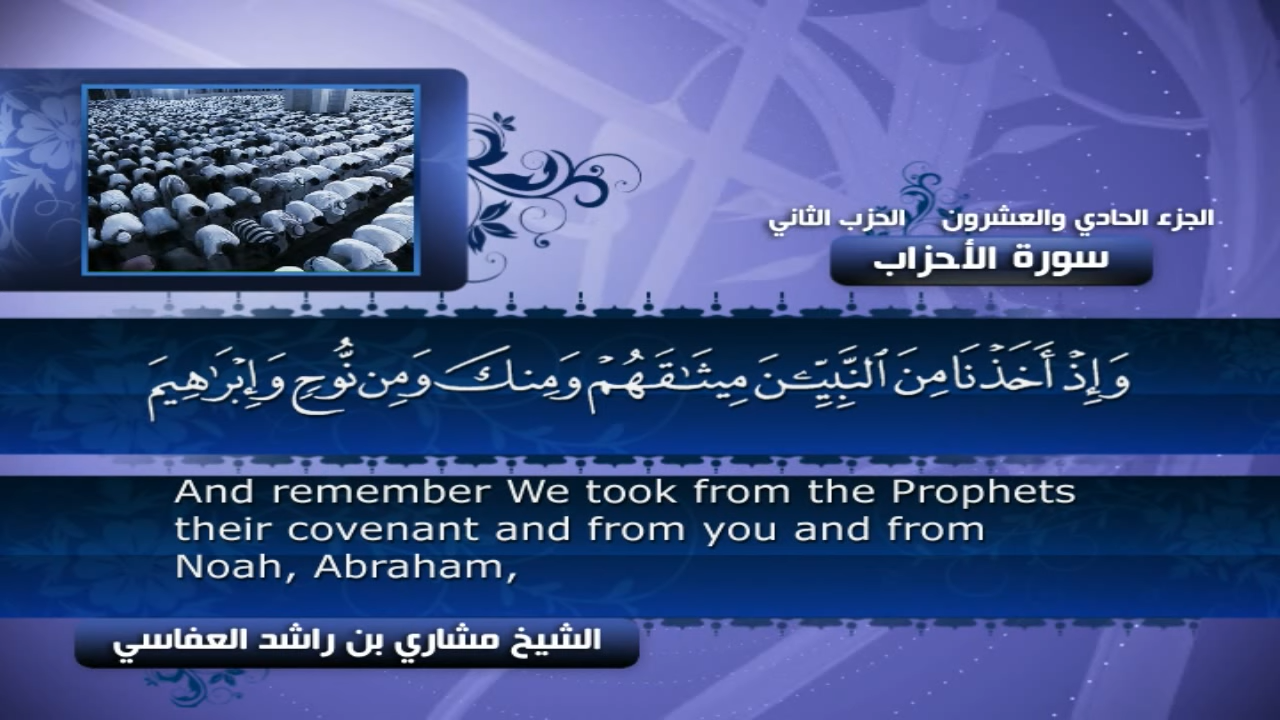 الجزء الحادي والعشرون الحزب الثاني
سورة الأحزاب
وَإِذْ أَخَذْنَا مِنَ ٱلنَّبِيِّـۧنَ مِيثَـٰقَهُمْ وَمِنكَ وَمِن نُّوحٍ وَإِبْرَٰهِيمَ
And remember We took from the Prophets
their covenant and from you and from
Noah, Abraham,
الشيخ مشاري بن راشد العفاسي